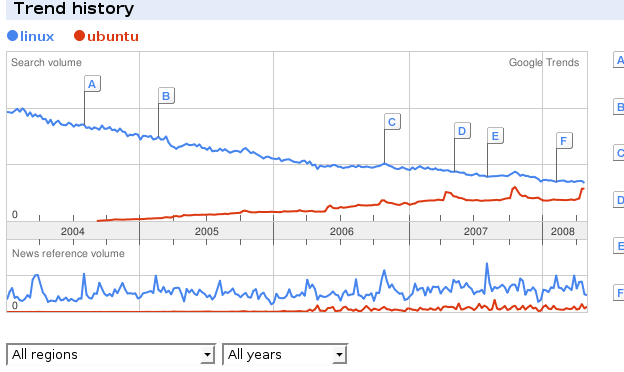 Trend history
linux ubuntu
Search volume Google Trends
A
B
C
D
E
F
0
2004 2005 2006 2007 2008
News reference volume
0
All regions All years
A
B
C
D
E
F